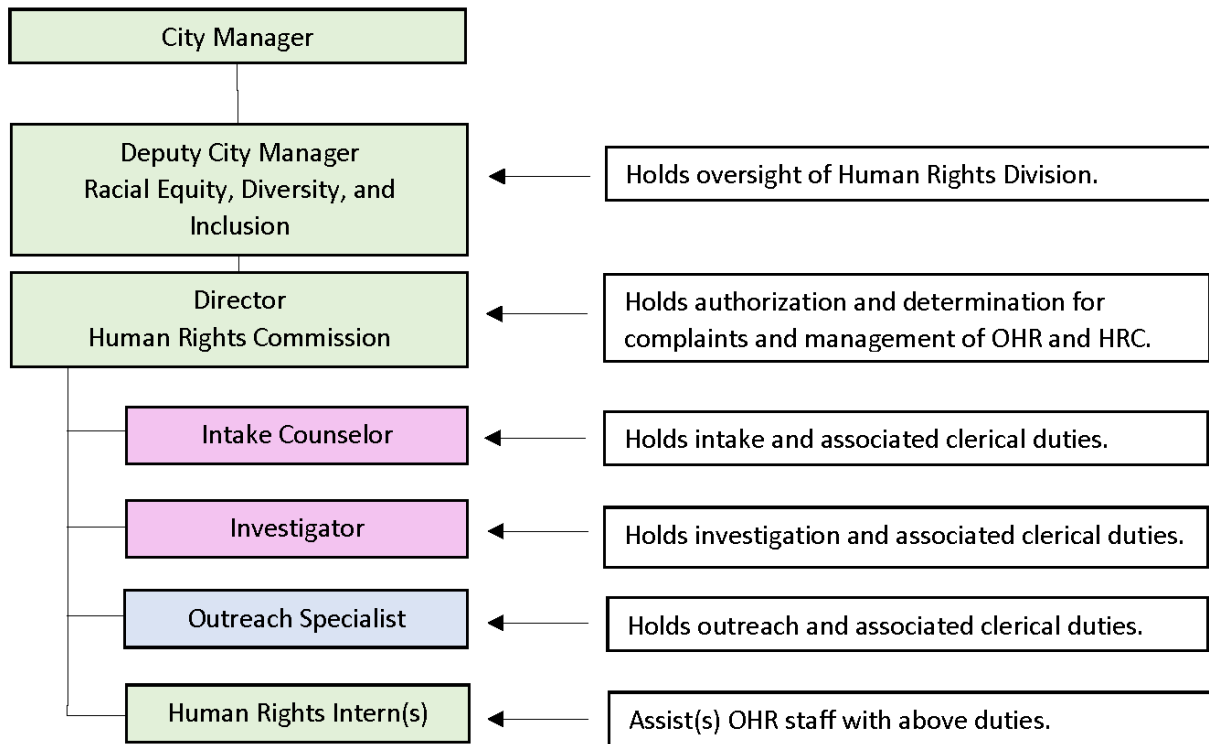 City Manager
Deputy City Manager
Racial Equity, Diversity, and
Inclusion
Holds oversight of Human Rights Division.
Director
Human Rights Commission
Holds authorization and determination for
complaints and management of OHR and HRC.
Intake Counselor
Holds intake and associated clerical duties.
Investigator
Holds investigation and associated clerical duties.
Outreach Specialist
Holds outreach and associated clerical duties.
Human Rights Intern(s)
Assist(s) OHR staff with above duties.